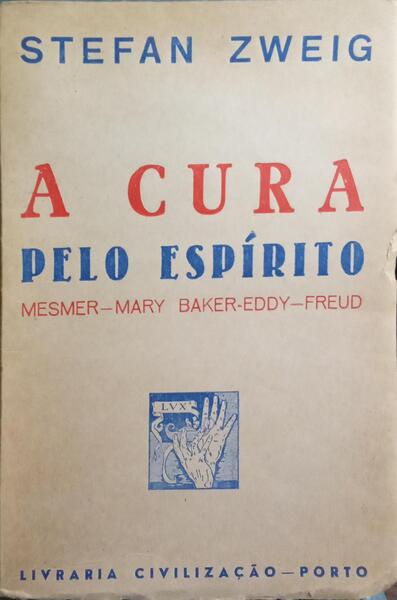 STEFAN ZWEIG
A CURA
PELO ESPÍRITO
MESMER—MARY BAKER-EDDY—FREUD
LVX
LIVRARIA CIVILIZAÇÃO—PORTO